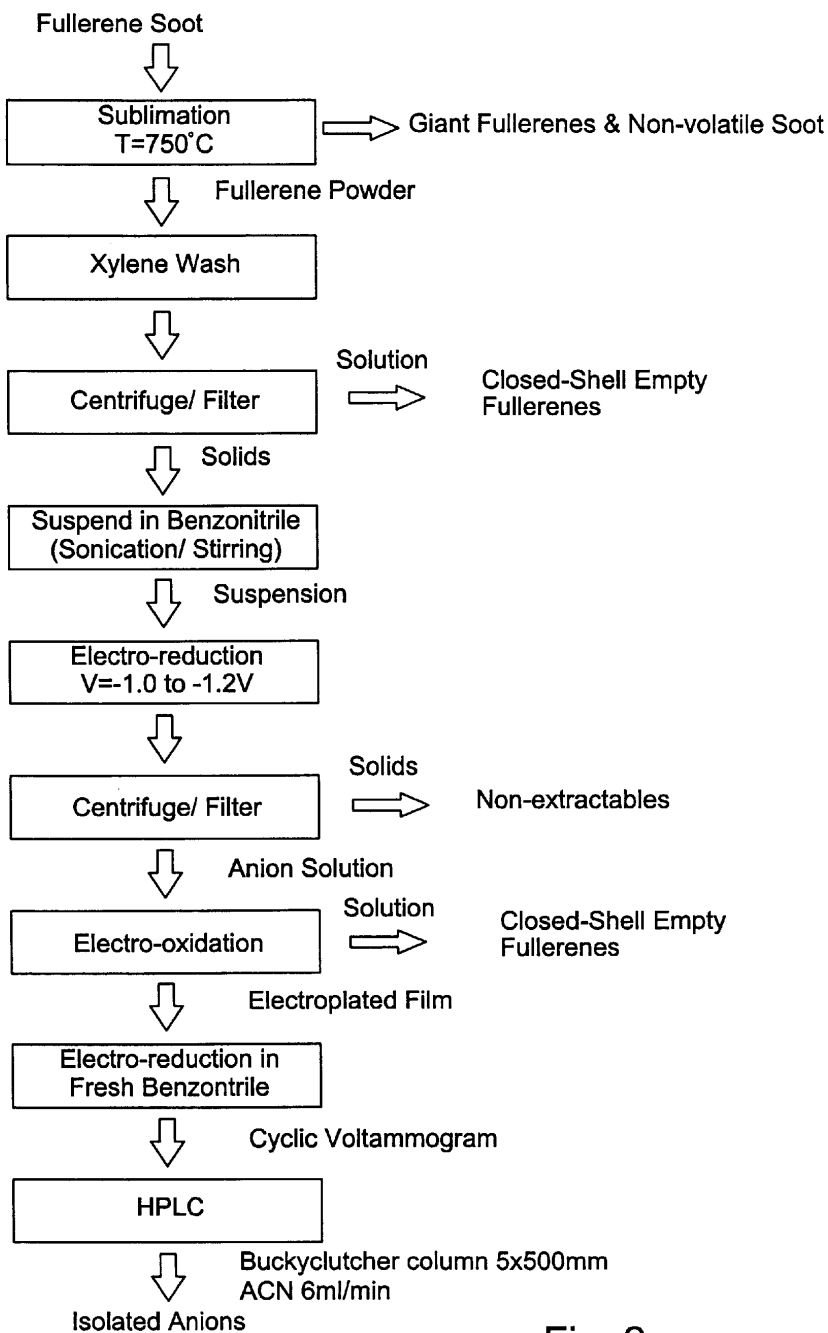 Fullerene Soot
Sublimation
T=750°C
Giant Fullerenes & Non-volatile Soot
Fullerene Powder
Xylene Wash
Centrifuge/ Filter
Solution
Closed-Shell Empty
Fullerenes
Solids
Suspend in Benzonitrile
(Sonication/ Stirring)
Suspension
Electro-reduction
V=-1.0 to -1.2V
Centrifuge/ Filter
Solids
Non-extractables
Anion Solution
Electro-oxidation
Solution
Closed-Shell Empty
Fullerenes
Electroplated Film
Electro-reduction in
Fresh Benzontrile
Cyclic Voltammogram
HPLC
Buckyclutcher column 5x500mm
ACN 6ml/min
Isolated Anions